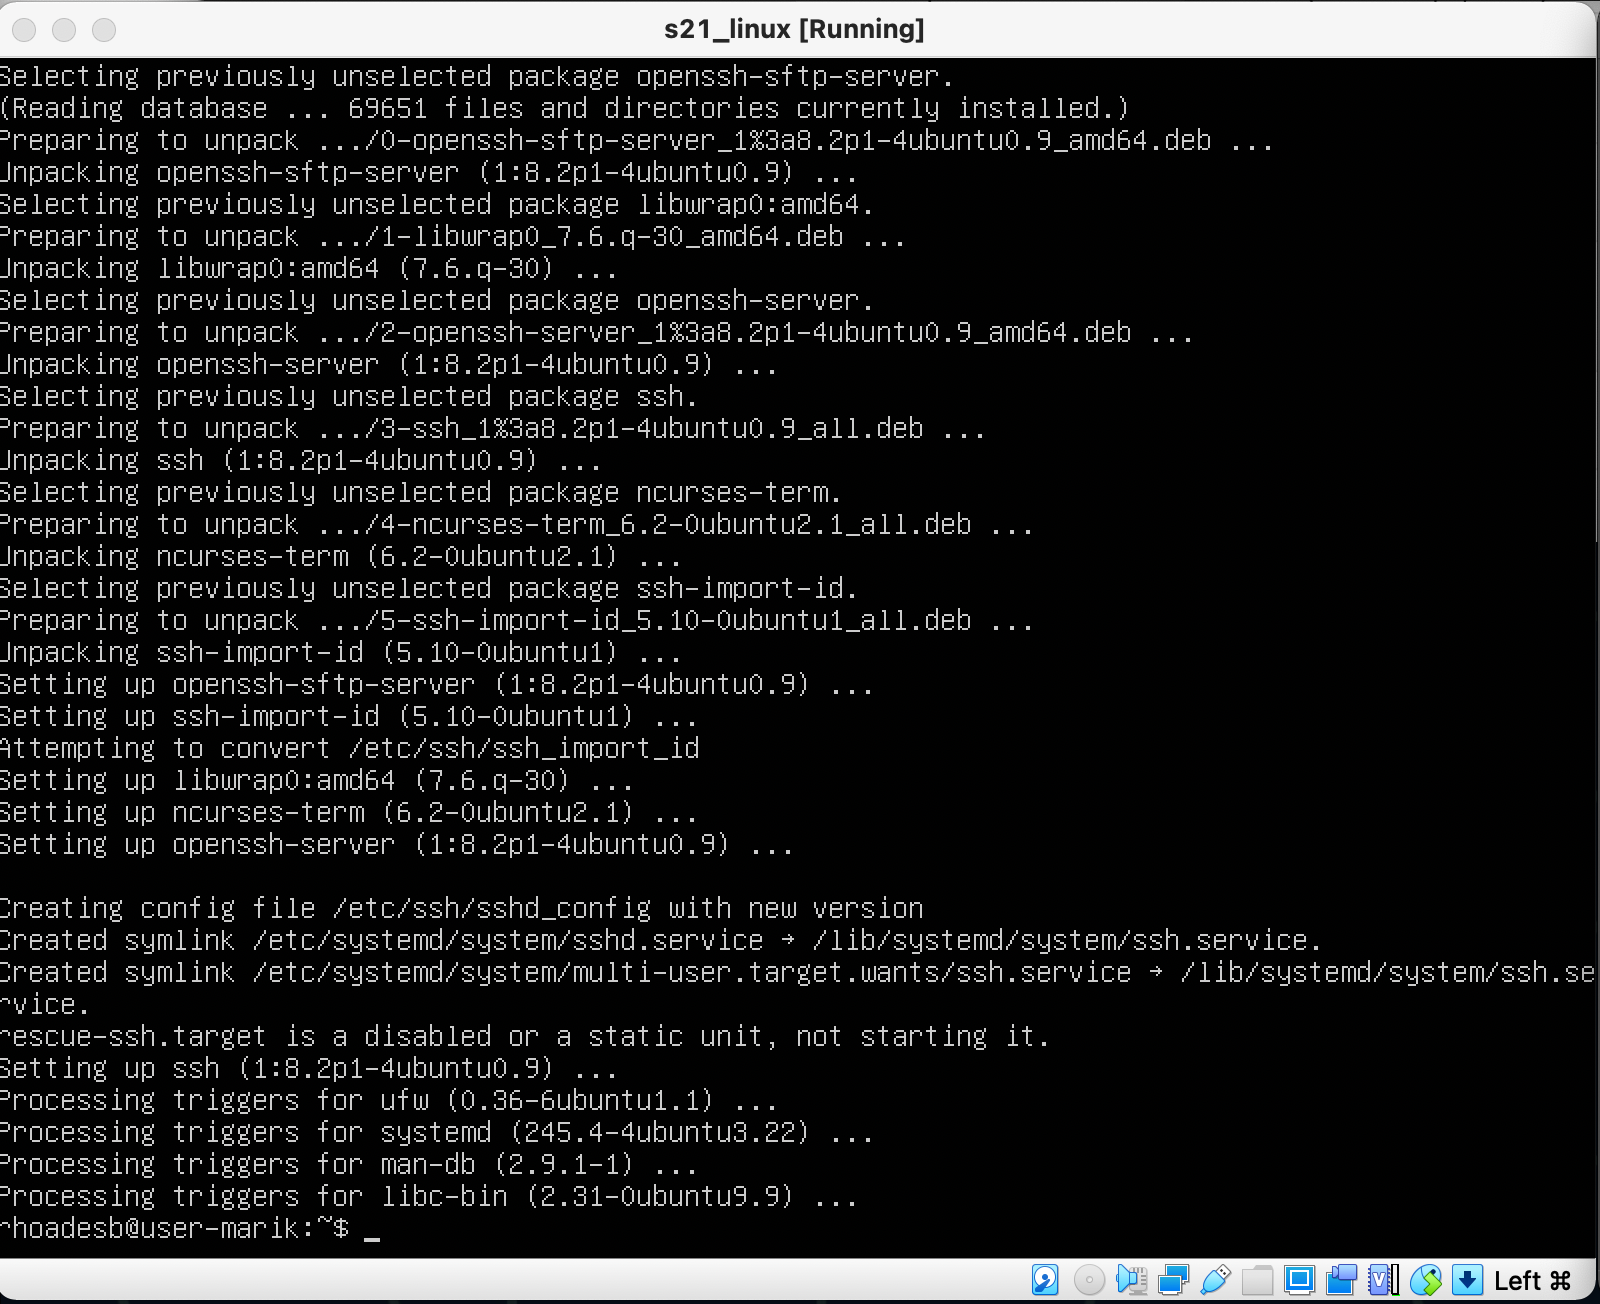 s21_linux [Running]
Selecting previously unselected package openssh-sftp-server.
(Reading database ... 69651 files and directories currently installed.)
Preparing to unpack .../0-openssh-sftp-server_1%3a8.2p1-4ubuntu0.9_amd64.deb ...
Unpacking openssh-sftp-server (1:8.2p1-4ubuntu0.9) ...
Selecting previously unselected package libwrap0:amd64.
Preparing to unpack .../1-libwrap0_7.6.q-30_amd64.deb ...
Unpacking libwrap0:amd64 (7.6.q-30) ...
Selecting previously unselected package openssh-server.
Preparing to unpack .../2-openssh-server_1%3a8.2p1-4ubuntu0.9_amd64.deb ...
Unpacking openssh-server (1:8.2p1-4ubuntu0.9) ...
Selecting previously unselected package ssh.
Preparing to unpack .../3-ssh_1%3a8.2p1-4ubuntu0.9_all.deb ...
Unpacking ssh (1:8.2p1-4ubuntu0.9) ...
Selecting previously unselected package ncurses-term.
Preparing to unpack .../4-ncurses-term_6.2-0ubuntu2.1_all.deb ...
Unpacking ncurses-term (6.2-0ubuntu2.1) ...
Selecting previously unselected package ssh-import-id.
Preparing to unpack .../5-ssh-import-id_5.10-0ubuntu1_all.deb ...
Unpacking ssh-import-id (5.10-0ubuntu1) ...
Setting up openssh-sftp-server (1:8.2p1-4ubuntu0.9) ...
Setting up ssh-import-id (5.10-0ubuntu1) ...
Attempting to convert /etc/ssh/ssh_import_id
Setting up libwrap0:amd64 (7.6.q-30) ...
Setting up ncurses-term (6.2-0ubuntu2.1) ...
Setting up openssh-server (1:8.2p1-4ubuntu0.9) ...
Creating config file /etc/ssh/sshd_config with new version
Created symlink /etc/systemd/system/sshd.service → /lib/systemd/system/ssh.service.
Created symlink /etc/systemd/system/multi-user.target.wants/ssh.service → /lib/systemd/system/ssh.se
rvice.
rescue-ssh.target is a disabled or a static unit, not starting it.
Setting up ssh (1:8.2p1-4ubuntu0.9) ...
Processing triggers for ufw (0.36-6ubuntu1.1) ...
Processing triggers for systemd (245.4-4ubuntu3.22) ...
Processing triggers for man-db (2.9.1-1) ...
Processing triggers for libc-bin (2.31-0ubuntu9.9) ...
rhoadesb@user-marik:~$ _
Left ⌘